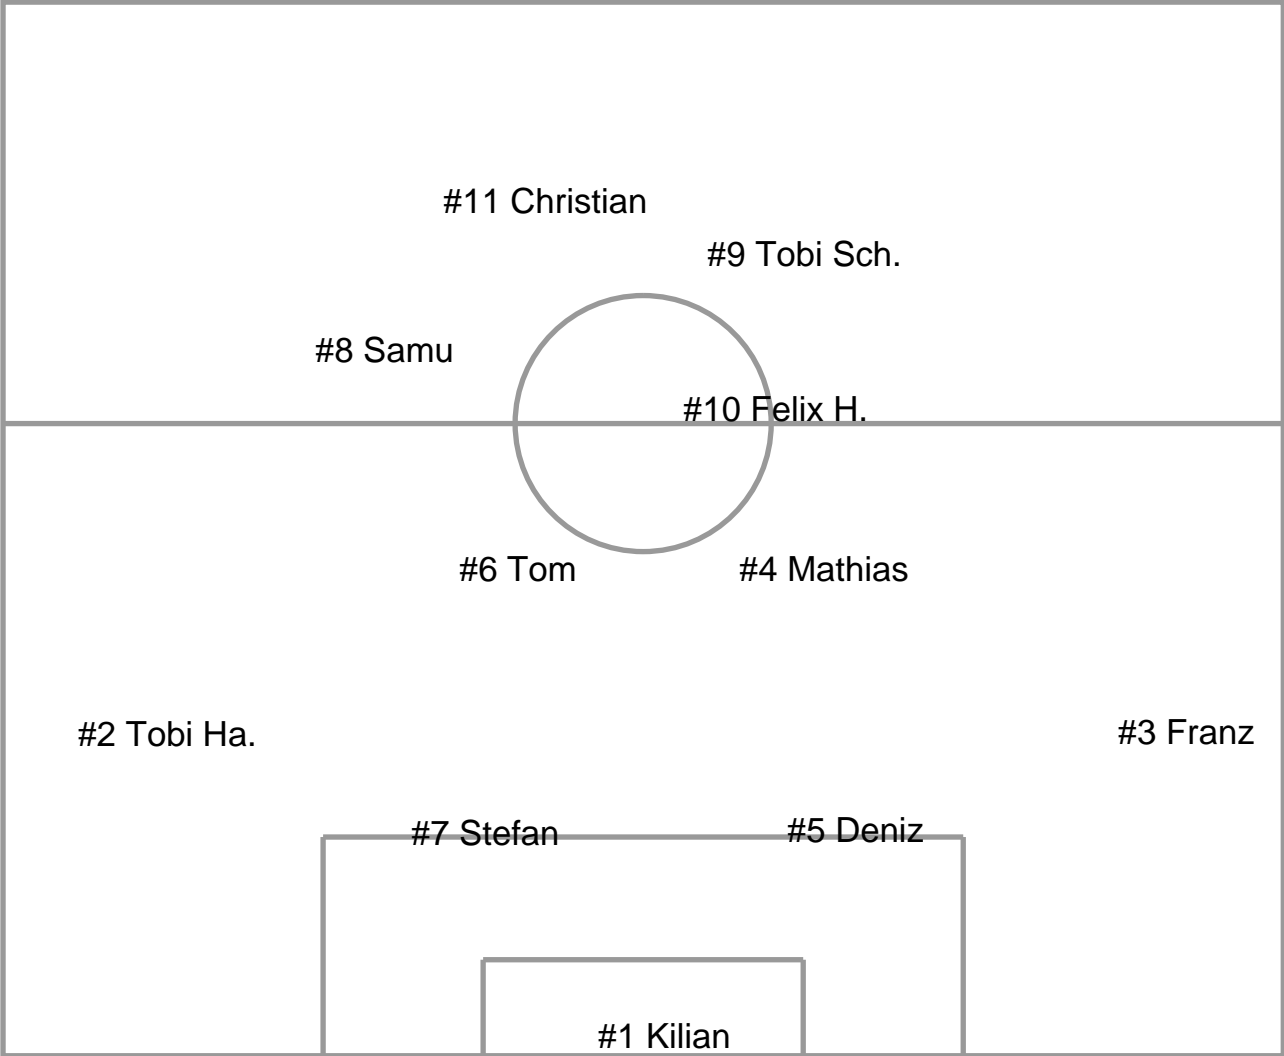 #11 Christian
#9 Tobi Sch.
#8 Samu
#10 Felix H.
#6 Tom
#4 Mathias
#2 Tobi Ha.
#3 Franz
#7 Stefan
#5 Deniz
#1 Kilian